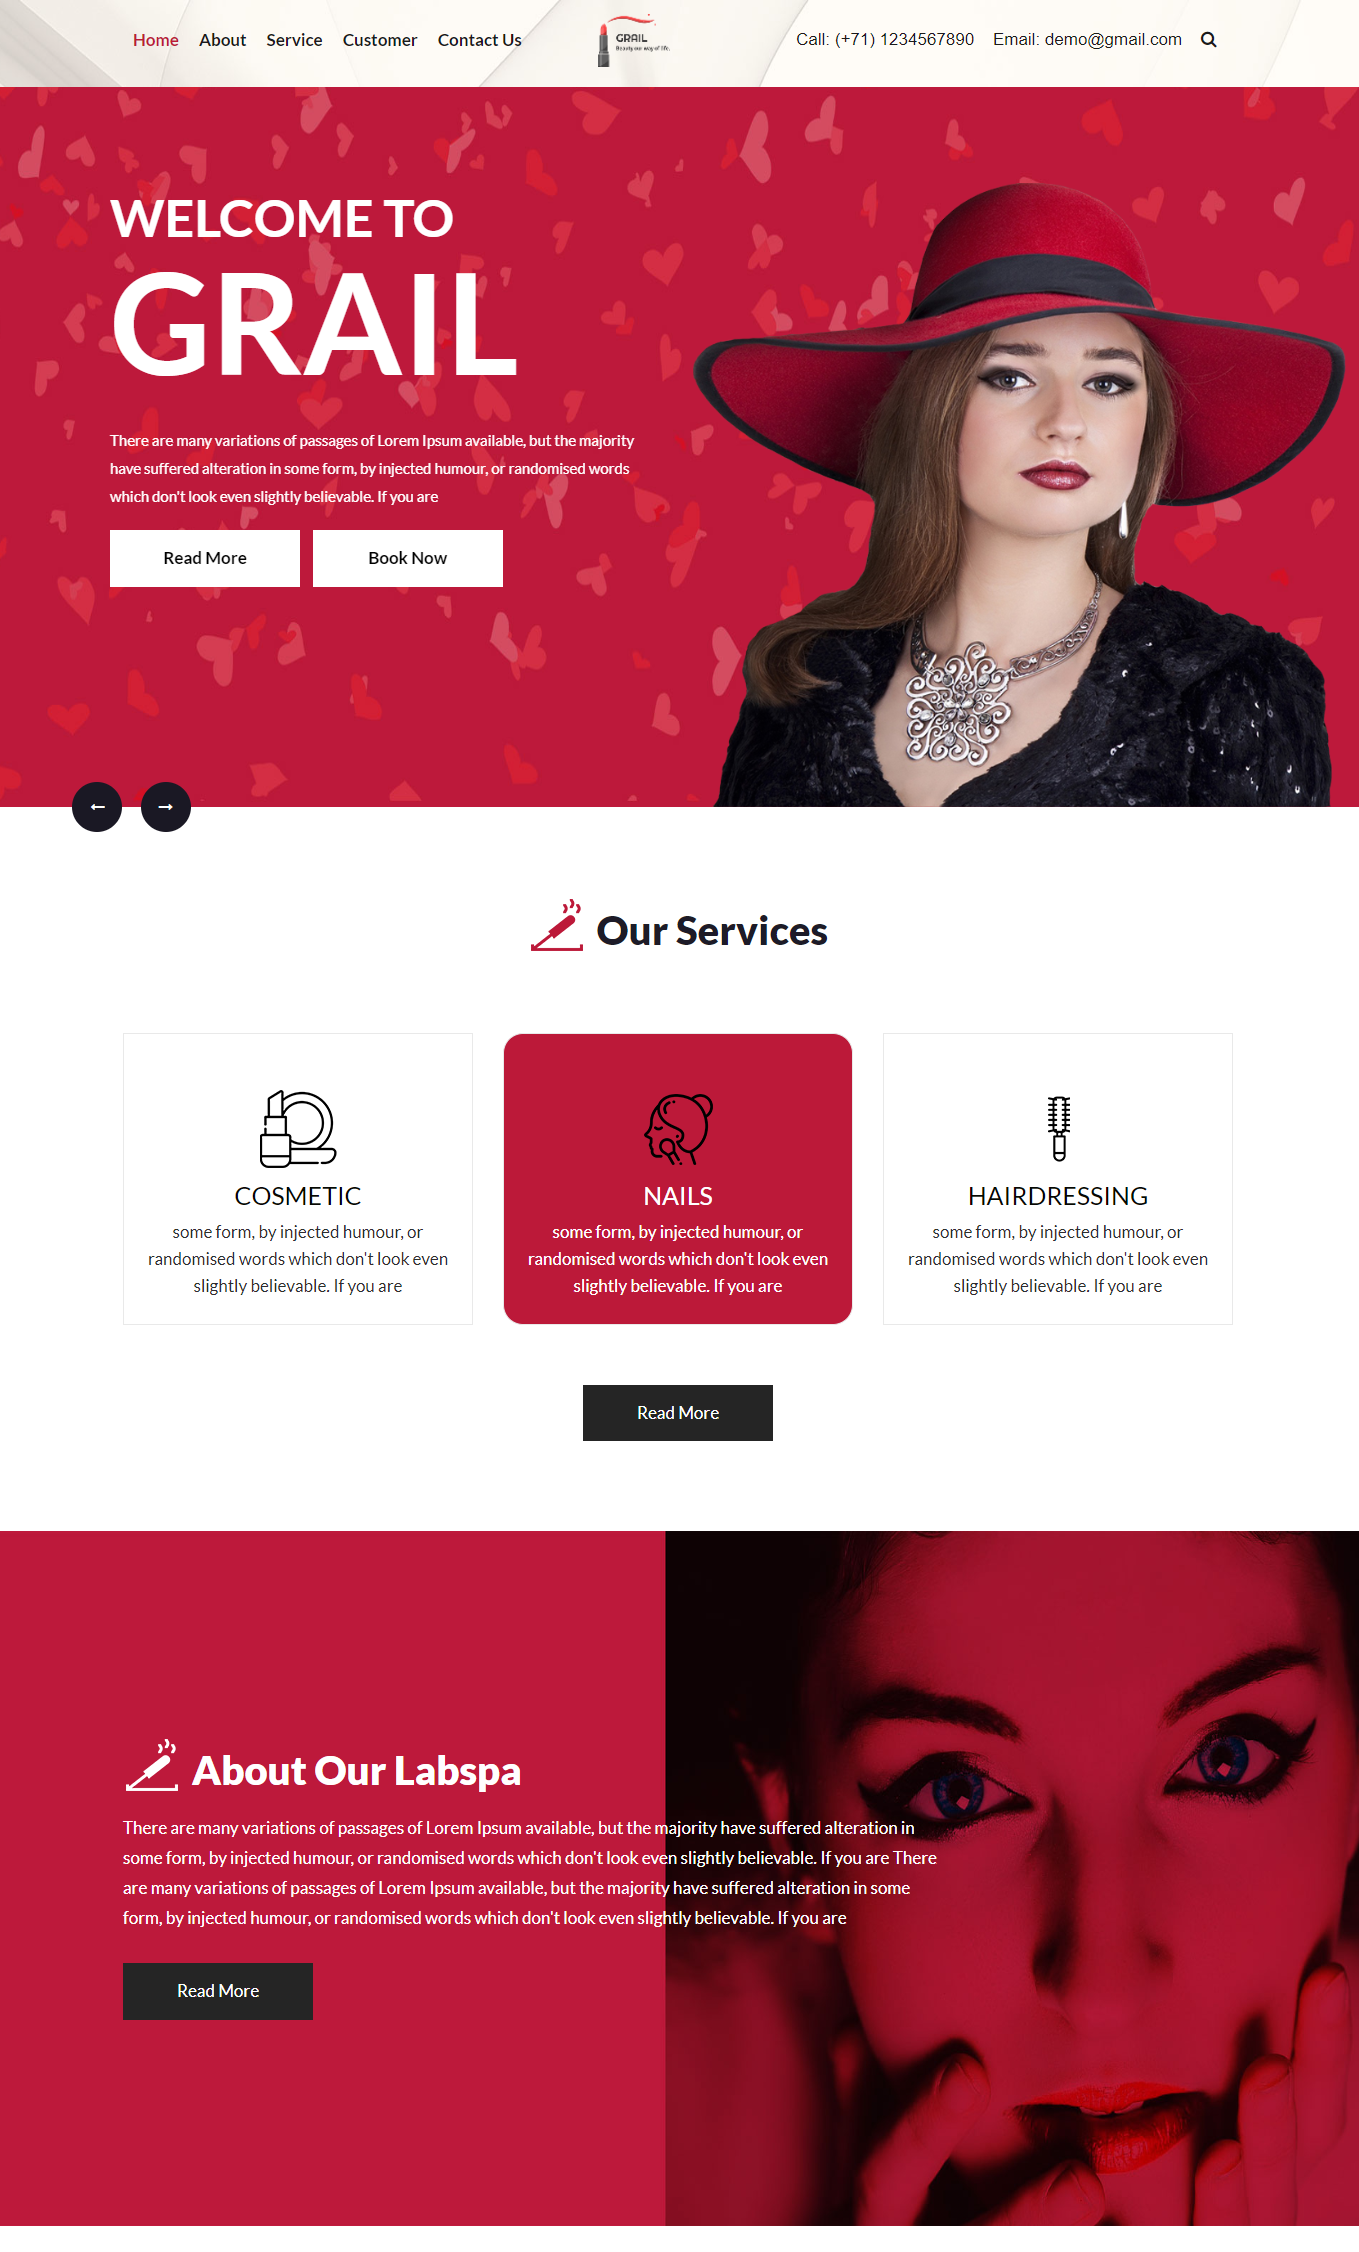 Home About Service Customer Contact Us
GRAIL
Beauty our way of life.
Call: (+71) 1234567890 Email: demo@gmail.com
WELCOME TO
GRAIL
There are many variations of passages of Lorem Ipsum available, but the majority
have suffered alteration in some form, by injected humour, or randomised words
which don't look even slightly believable. If you are
Read More Book Now
Our Services
COSMETIC
some form, by injected humour, or
randomised words which don't look even
slightly believable. If you are
NAILS
some form, by injected humour, or
randomised words which don't look even
slightly believable. If you are
HAIRDRESSING
some form, by injected humour, or
randomised words which don't look even
slightly believable. If you are
Read More
About Our Labspa
There are many variations of passages of Lorem Ipsum available, but the majority have suffered alteration in
some form, by injected humour, or randomised words which don't look even slightly believable. If you are There
are many variations of passages of Lorem Ipsum available, but the majority have suffered alteration in some
form, by injected humour, or randomised words which don't look even slightly believable. If you are
Read More